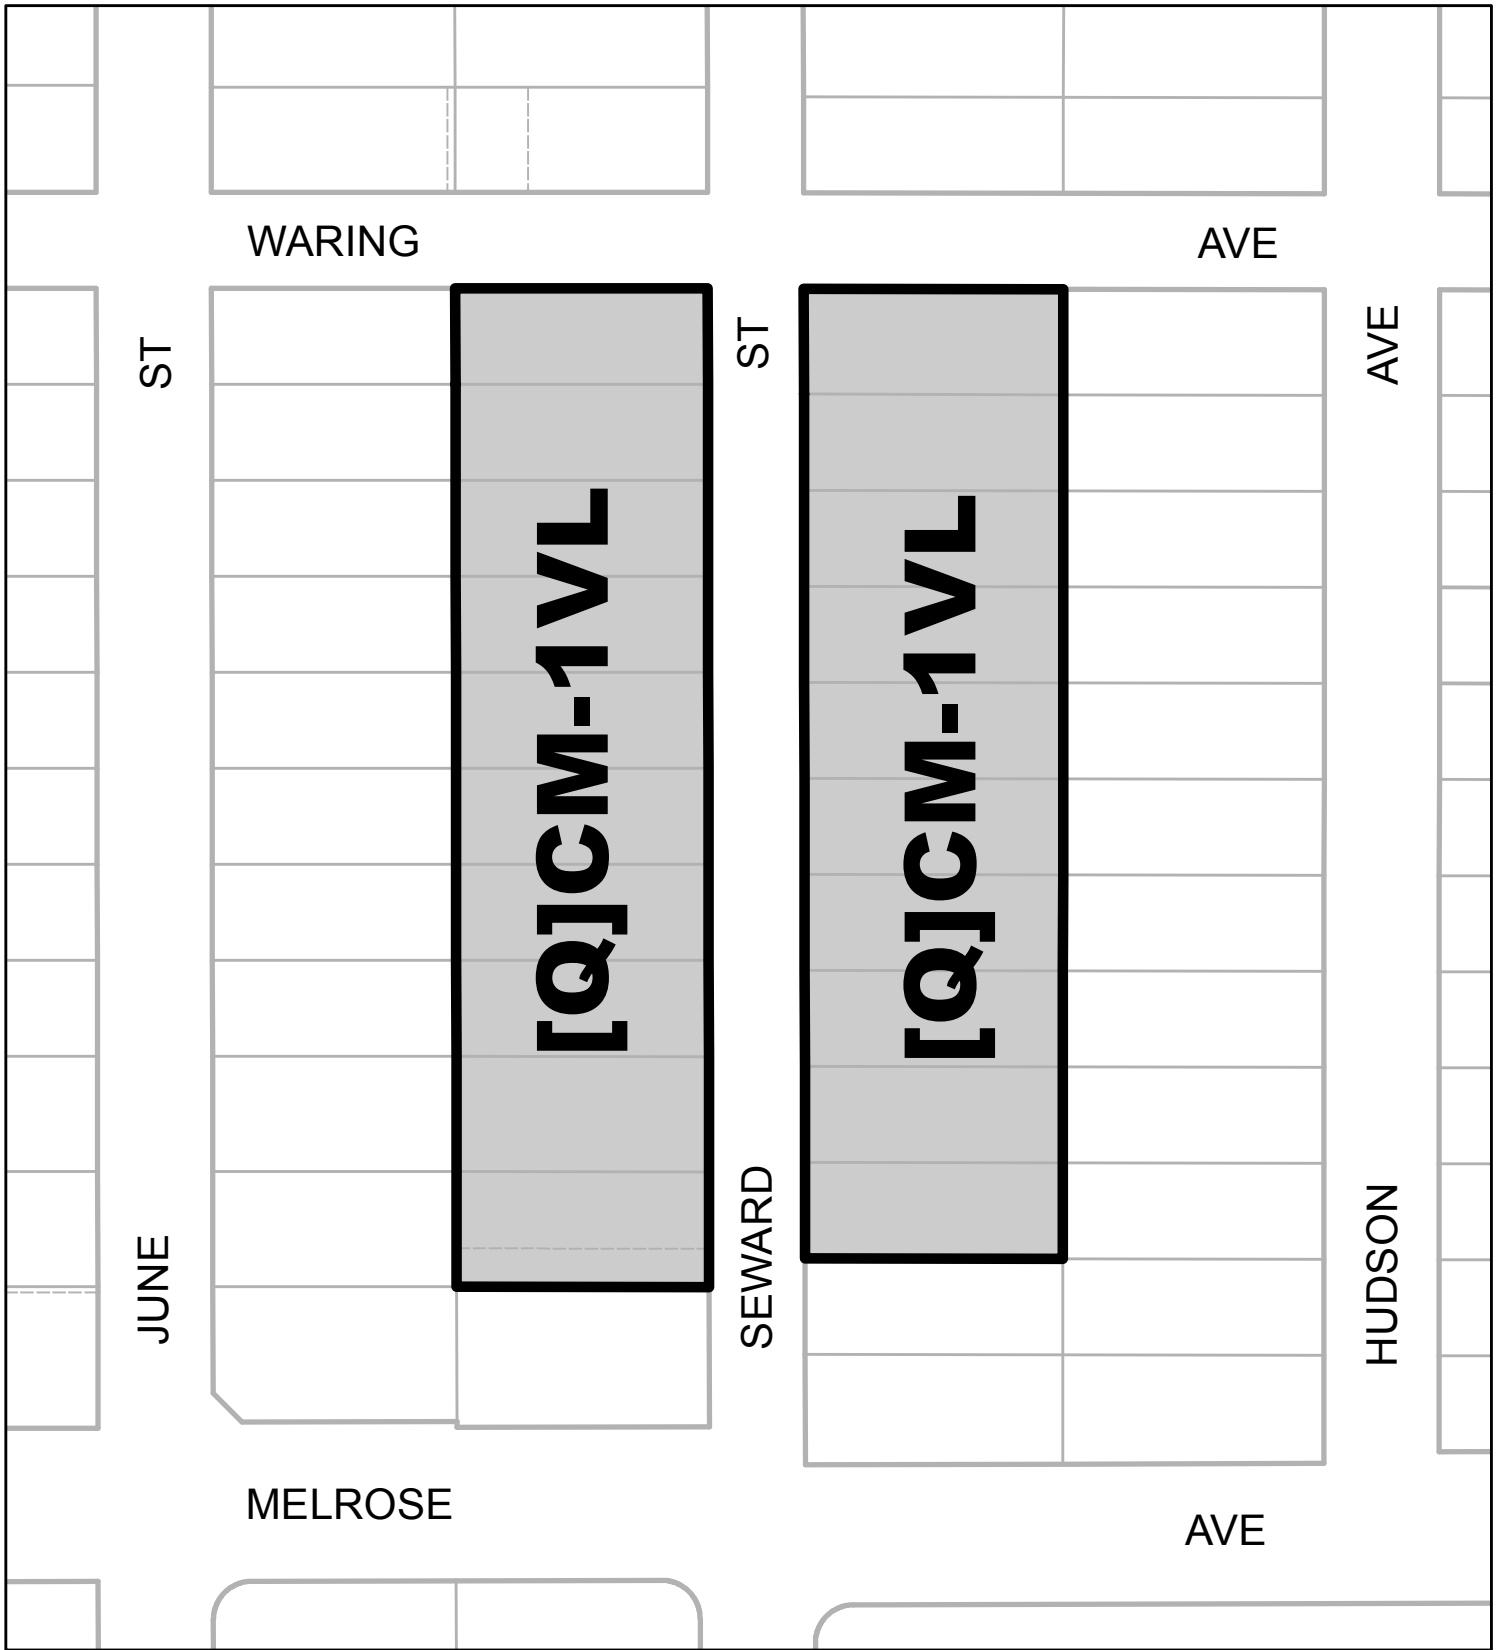 WARING AVE
ST
ST
AVE
[Q]CM-1VL
[Q]CM-1VL
JUNE
SEWARD
HUDSON
MELROSE
AVE